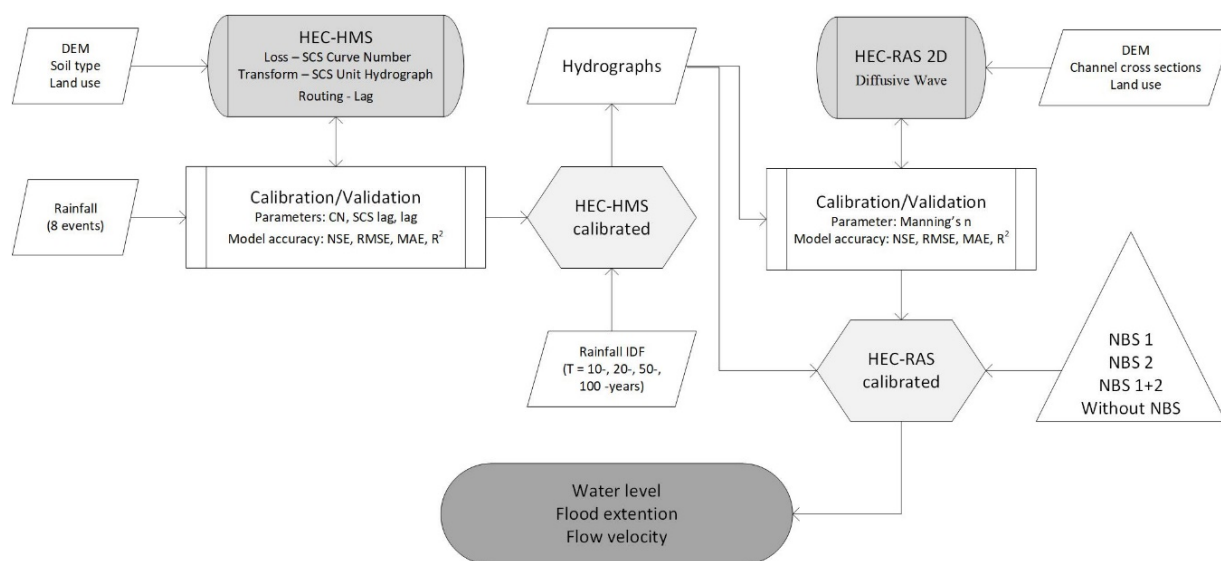 DEM
Soil type
Land use
HEC-HMS
Loss – SCS Curve Number
Transform – SCS Unit Hydrograph
Routing - Lag
Hydrographs
HEC-RAS 2D
Diffusive Wave
DEM
Channel cross sections
Land use
Rainfall
(8 events)
Calibration/Validation
Parameters: CN, SCS lag, lag
Model accuracy: NSE, RMSE, MAE, R²
HEC-HMS
calibrated
Calibration/Validation
Parameter: Manning’s n
Model accuracy: NSE, RMSE, MAE, R²
Rainfall IDF
(T = 10-, 20-, 50-,
100 -years)
HEC-RAS
calibrated
NBS 1
NBS 2
NBS 1+2
Without NBS
Water level
Flood extention
Flow velocity